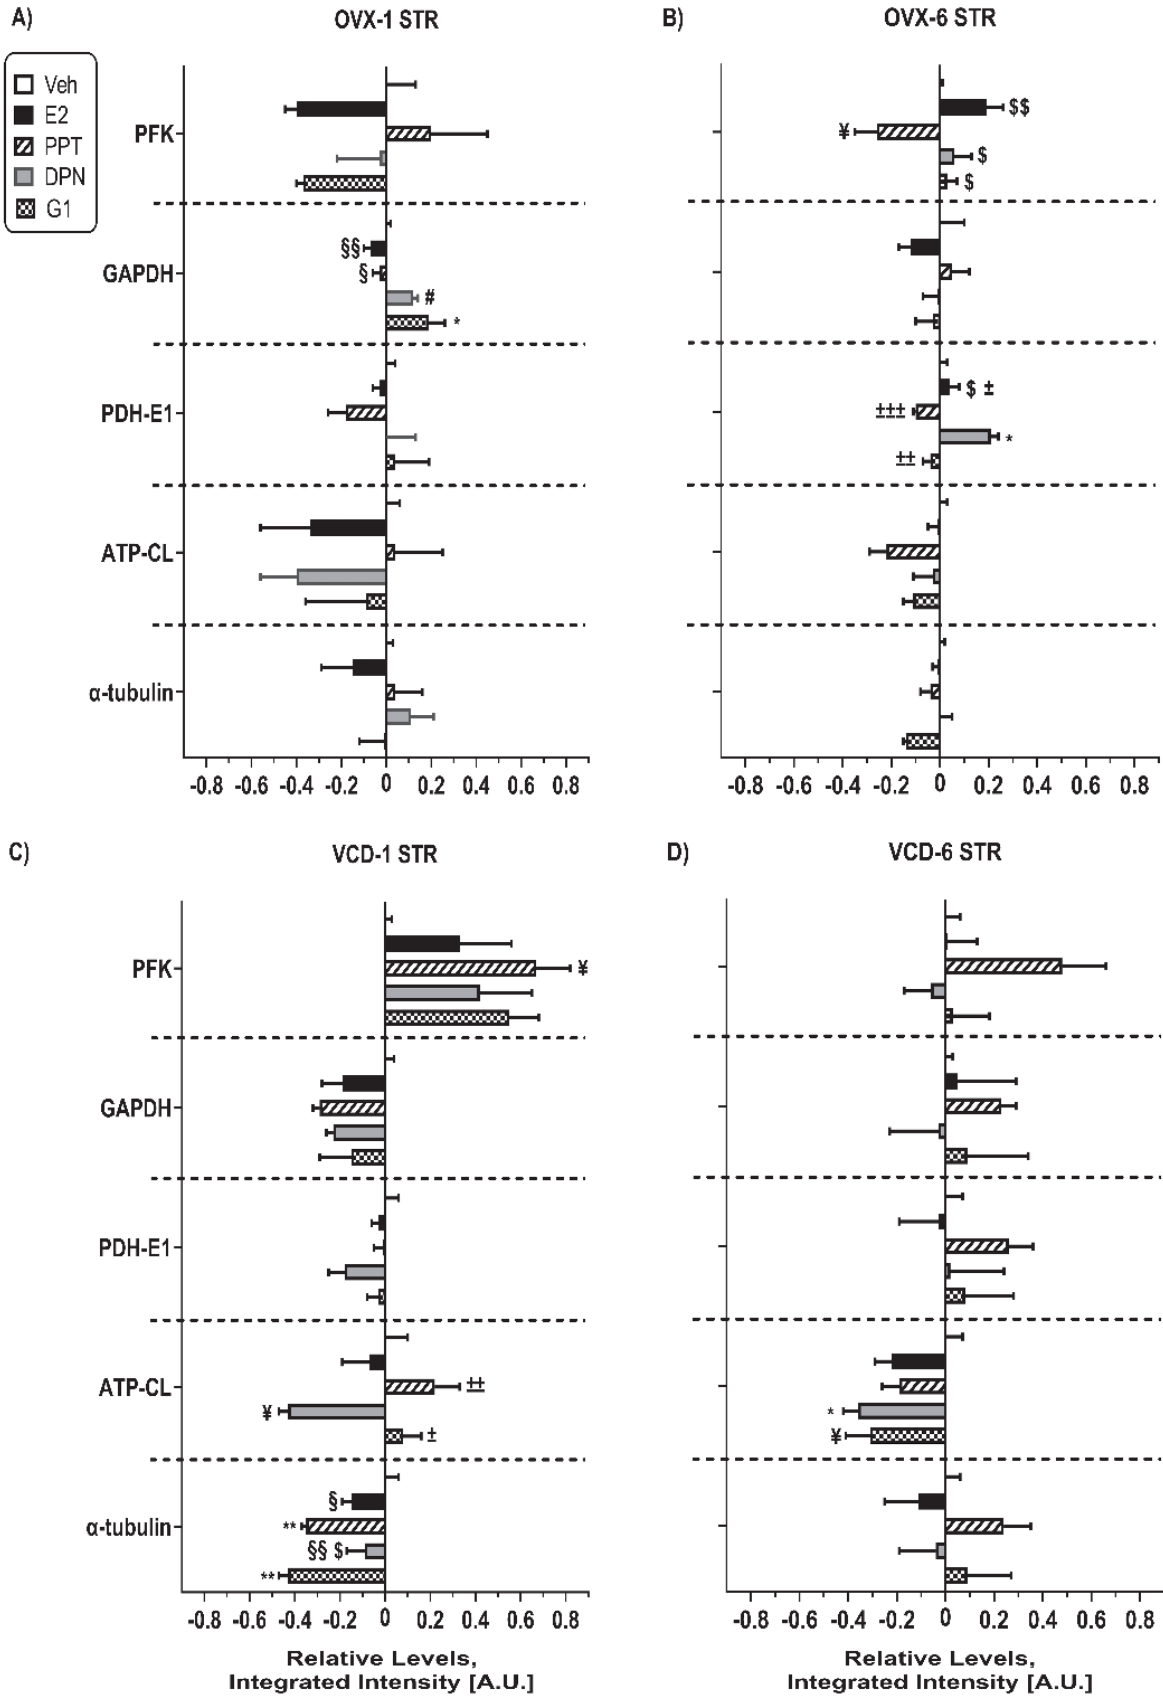 A)
OVX-1 STR
B)
OVX-6 STR
Veh
E2
PPT
DPN
G1
PFK
$$
¥
$
$
GAPDH
§§
§
#
*
PDH-E1
$ ±
±±±
*
±±
ATP-CL
α-tubulin
-0.8 -0.6 -0.4 -0.2 0 0.2 0.4 0.6 0.8
-0.8 -0.6 -0.4 -0.2 0 0.2 0.4 0.6 0.8
C)
VCD-1 STR
D)
VCD-6 STR
PFK
¥
GAPDH
PDH-E1
ATP-CL
±±
¥
*
±
¥
α-tubulin
§
**
§§ $
**
-0.8 -0.6 -0.4 -0.2 0 0.2 0.4 0.6 0.8
-0.8 -0.6 -0.4 -0.2 0 0.2 0.4 0.6 0.8
Relative Levels,
Integrated Intensity [A.U.]
Relative Levels,
Integrated Intensity [A.U.]